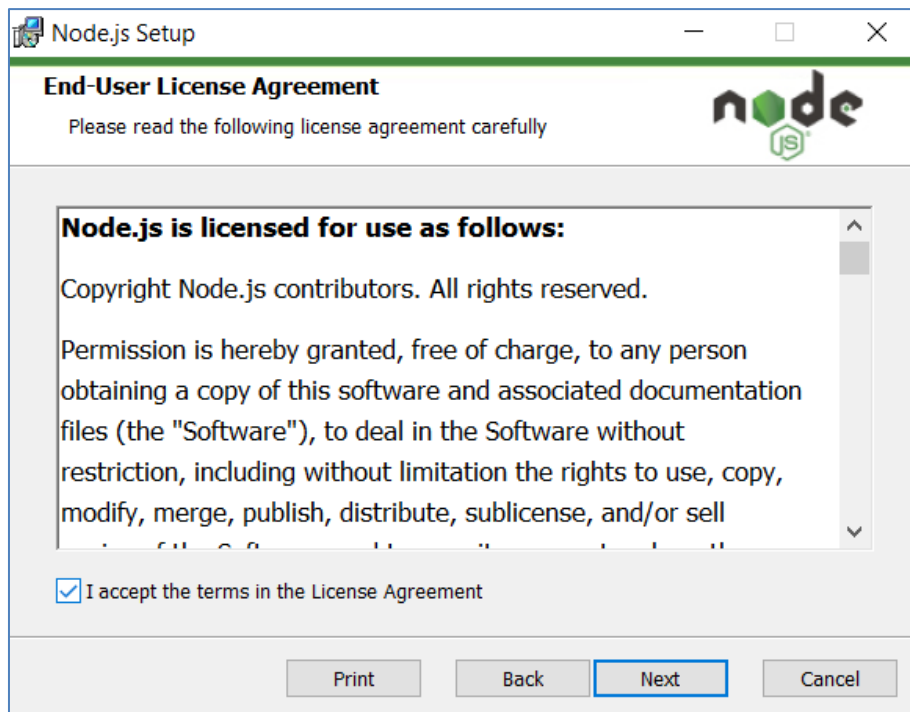 Node.js Setup
End-User License Agreement
Please read the following license agreement carefully
node
JS
Node.js is licensed for use as follows:
Copyright Node.js contributors. All rights reserved.
Permission is hereby granted, free of charge, to any person
obtaining a copy of this software and associated documentation
files (the "Software"), to deal in the Software without
restriction, including without limitation the rights to use, copy,
modify, merge, publish, distribute, sublicense, and/or sell
I accept the terms in the License Agreement
Print Back Next Cancel